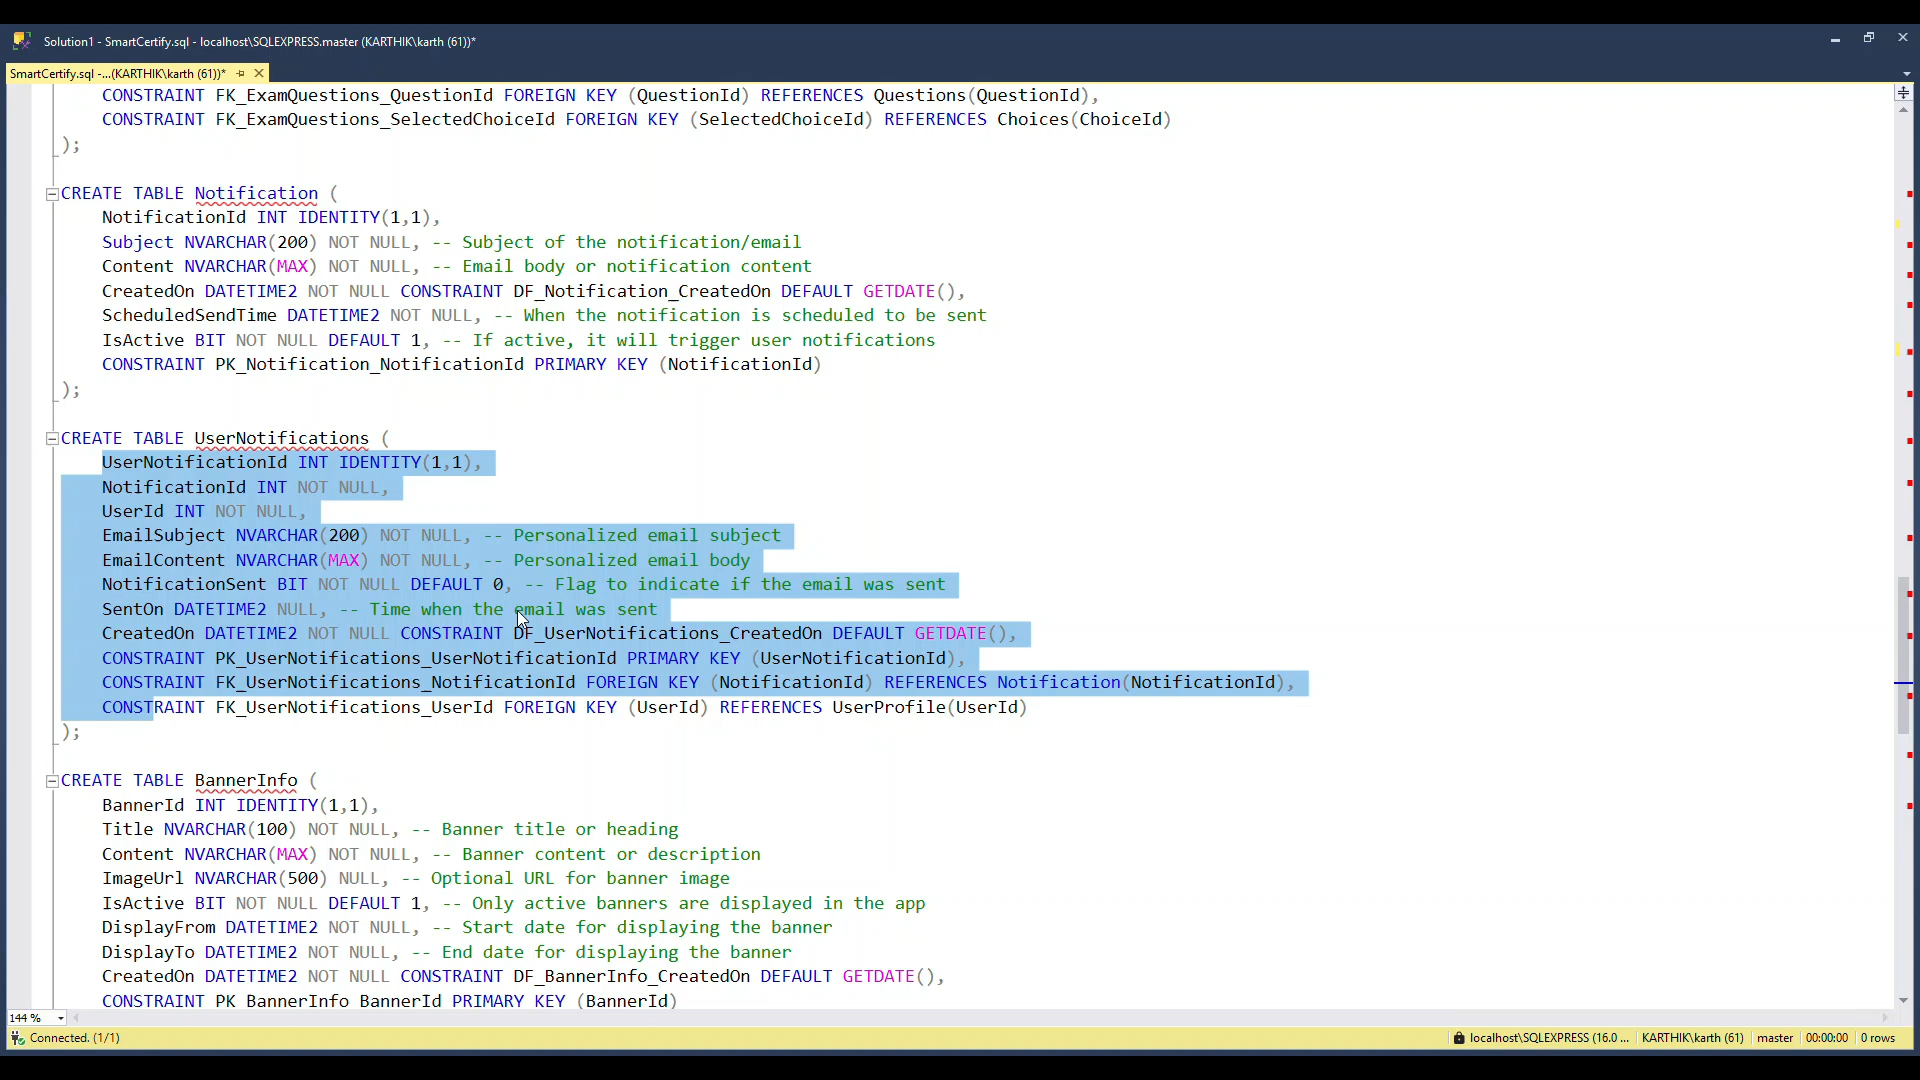 Solution1 - SmartCertify.sql - localhost\SQLEXPRESS.master (KARTHIK\karth (61))*
SmartCertify.sql -...(KARTHIK\karth (61))*
CONSTRAINT FK_ExamQuestions_QuestionId FOREIGN KEY (QuestionId) REFERENCES Questions(QuestionId),
CONSTRAINT FK_ExamQuestions_SelectedChoiceId FOREIGN KEY (SelectedChoiceId) REFERENCES Choices(ChoiceId)
);
CREATE TABLE Notification (
NotificationId INT IDENTITY(1,1),
Subject NVARCHAR(200) NOT NULL, -- Subject of the notification/email
Content NVARCHAR(MAX) NOT NULL, -- Email body or notification content
CreatedOn DATETIME2 NOT NULL CONSTRAINT DF_Notification_CreatedOn DEFAULT GETDATE(),
ScheduledSendTime DATETIME2 NOT NULL, -- When the notification is scheduled to be sent
IsActive BIT NOT NULL DEFAULT 1, -- If active, it will trigger user notifications
CONSTRAINT PK_Notification_NotificationId PRIMARY KEY (NotificationId)
);
CREATE TABLE UserNotifications (
UserNotificationId INT IDENTITY(1,1),
NotificationId INT NOT NULL,
UserId INT NOT NULL,
EmailSubject NVARCHAR(200) NOT NULL, -- Personalized email subject
EmailContent NVARCHAR(MAX) NOT NULL, -- Personalized email body
NotificationSent BIT NOT NULL DEFAULT 0, -- Flag to indicate if the email was sent
SentOn DATETIME2 NULL, -- Time when the email was sent
CreatedOn DATETIME2 NOT NULL CONSTRAINT DF_UserNotifications_CreatedOn DEFAULT GETDATE(),
CONSTRAINT PK_UserNotifications_UserNotificationId PRIMARY KEY (UserNotificationId),
CONSTRAINT FK_UserNotifications_NotificationId FOREIGN KEY (NotificationId) REFERENCES Notification(NotificationId),
CONSTRAINT FK_UserNotifications_UserId FOREIGN KEY (UserId) REFERENCES UserProfile(UserId)
);
CREATE TABLE BannerInfo (
BannerId INT IDENTITY(1,1),
Title NVARCHAR(100) NOT NULL, -- Banner title or heading
Content NVARCHAR(MAX) NOT NULL, -- Banner content or description
ImageUrl NVARCHAR(500) NULL, -- Optional URL for banner image
IsActive BIT NOT NULL DEFAULT 1, -- Only active banners are displayed in the app
DisplayFrom DATETIME2 NOT NULL, -- Start date for displaying the banner
DisplayTo DATETIME2 NOT NULL, -- End date for displaying the banner
CreatedOn DATETIME2 NOT NULL CONSTRAINT DF_BannerInfo_CreatedOn DEFAULT GETDATE(),
CONSTRAINT PK_BannerInfo_BannerId PRIMARY KEY (BannerId)
144 %
Connected. (1/1) localhost\SQLEXPRESS (16.0 ... KARTHIK\karth (61) master 00:00:00 0 rows